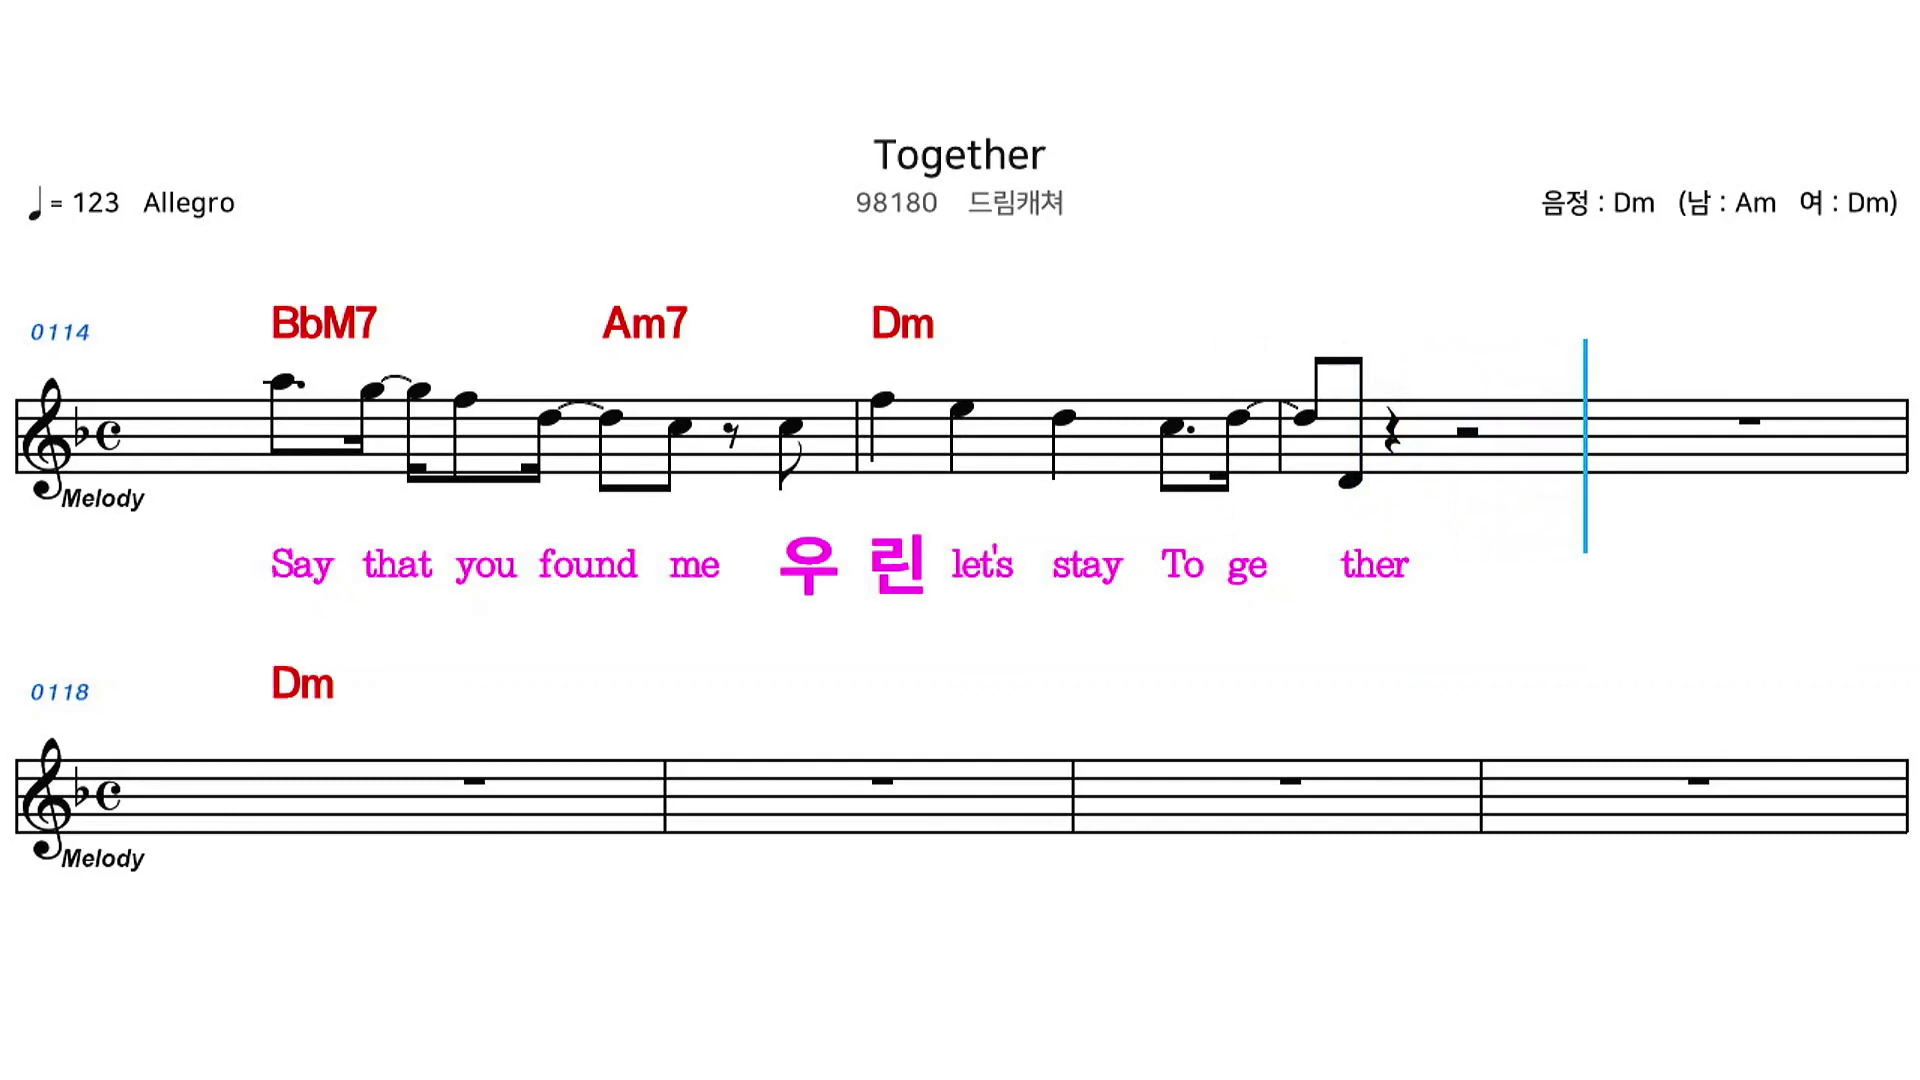 Together
♩= 123 Allegro
98180 드림캐쳐
음정 : Dm (남 : Am 여 : Dm)
0114 BbM7 Am7 Dm
Melody
Say that you found me 우 린 let's stay To ge ther
0118 Dm
Melody